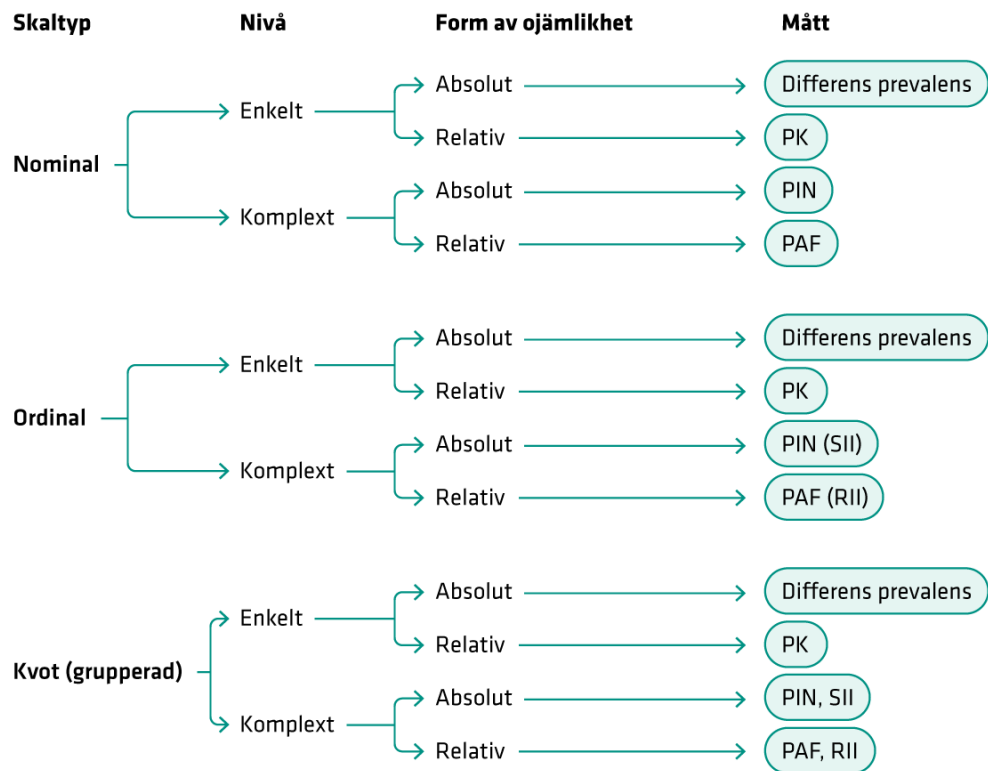 Skaltyp Nivå Form av ojämlikhet Mått
Absolut Differens prevalens
Enkelt
Relativ PK
Nominal
Absolut PIN
Komplext
Relativ PAF
Absolut Differens prevalens
Enkelt
Relativ PK
Ordinal
Absolut PIN (SII)
Komplext
Relativ PAF (RII)
Absolut Differens prevalens
Enkelt
Relativ PK
Kvot (grupperad)
Absolut PIN, SII
Komplext
Relativ PAF, RII